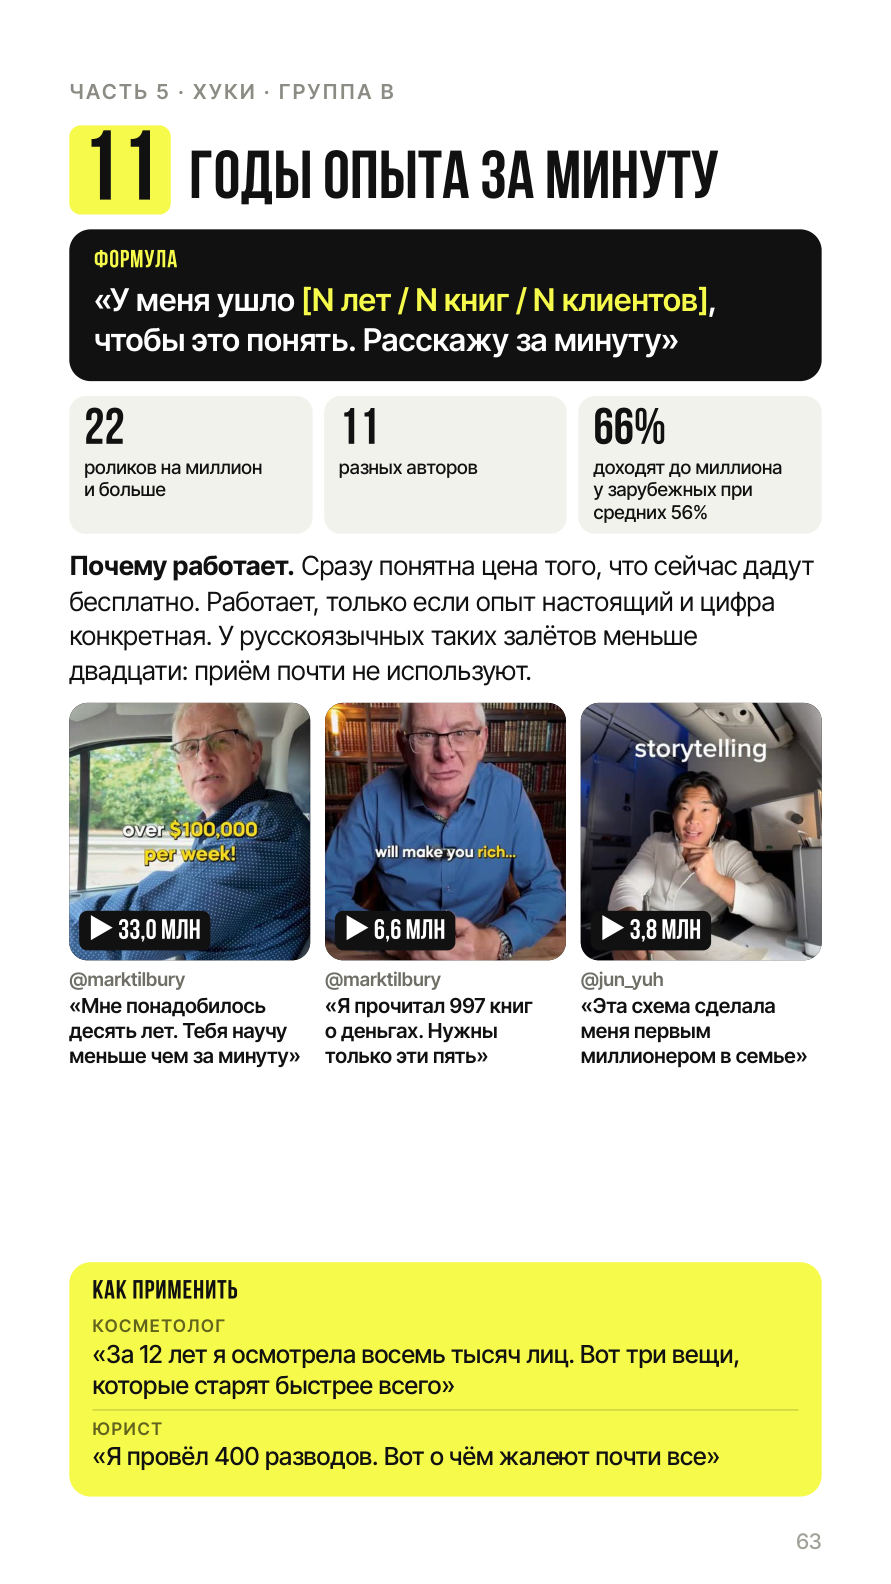 ЧАСТЬ 5 · ХУКИ · ГРУППА В
11 ГОДЫ ОПЫТА ЗА МИНУТУ
ФОРМУЛА
«У меня ушло [N лет / N книг / N клиентов],
чтобы это понять. Расскажу за минуту»
22
роликов на миллион
и больше
11
разных авторов
66%
доходят до миллиона
у зарубежных при
средних 56%
Почему работает. Сразу понятна цена того, что сейчас дадут
бесплатно. Работает, только если опыт настоящий и цифра
конкретная. У русскоязычных таких залётов меньше
двадцати: приём почти не используют.
over $100,000
per week!
▶ 33,0 МЛН
will make you rich...
▶ 6,6 МЛН
storytelling
▶ 3,8 МЛН
@marktilbury
«Мне понадобилось
десять лет. Тебя научу
меньше чем за минуту»
@marktilbury
«Я прочитал 997 книг
о деньгах. Нужны
только эти пять»
@jun_yuh
«Эта схема сделала
меня первым
миллионером в семье»
КАК ПРИМЕНИТЬ
КОСМЕТОЛОГ
«За 12 лет я осмотрела восемь тысяч лиц. Вот три вещи,
которые старят быстрее всего»
ЮРИСТ
«Я провёл 400 разводов. Вот о чём жалеют почти все»
63